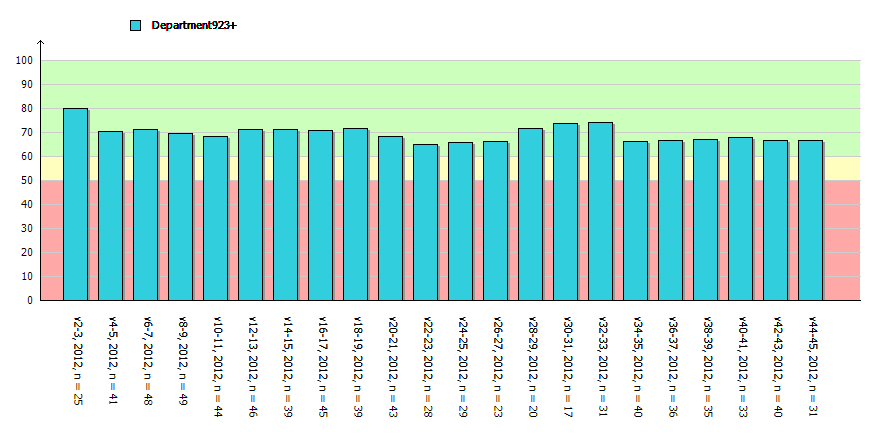 Department923+
100
90
80
70
60
50
40
30
20
10
0
v2-3, 2012, n = 25
v4-5, 2012, n = 41
v6-7, 2012, n = 48
v8-9, 2012, n = 49
v10-11, 2012, n = 44
v12-13, 2012, n = 46
v14-15, 2012, n = 39
v16-17, 2012, n = 45
v18-19, 2012, n = 39
v20-21, 2012, n = 43
v22-23, 2012, n = 28
v24-25, 2012, n = 29
v26-27, 2012, n = 23
v28-29, 2012, n = 20
v30-31, 2012, n = 17
v32-33, 2012, n = 31
v34-35, 2012, n = 40
v36-37, 2012, n = 36
v38-39, 2012, n = 35
v40-41, 2012, n = 33
v42-43, 2012, n = 40
v44-45, 2012, n = 31